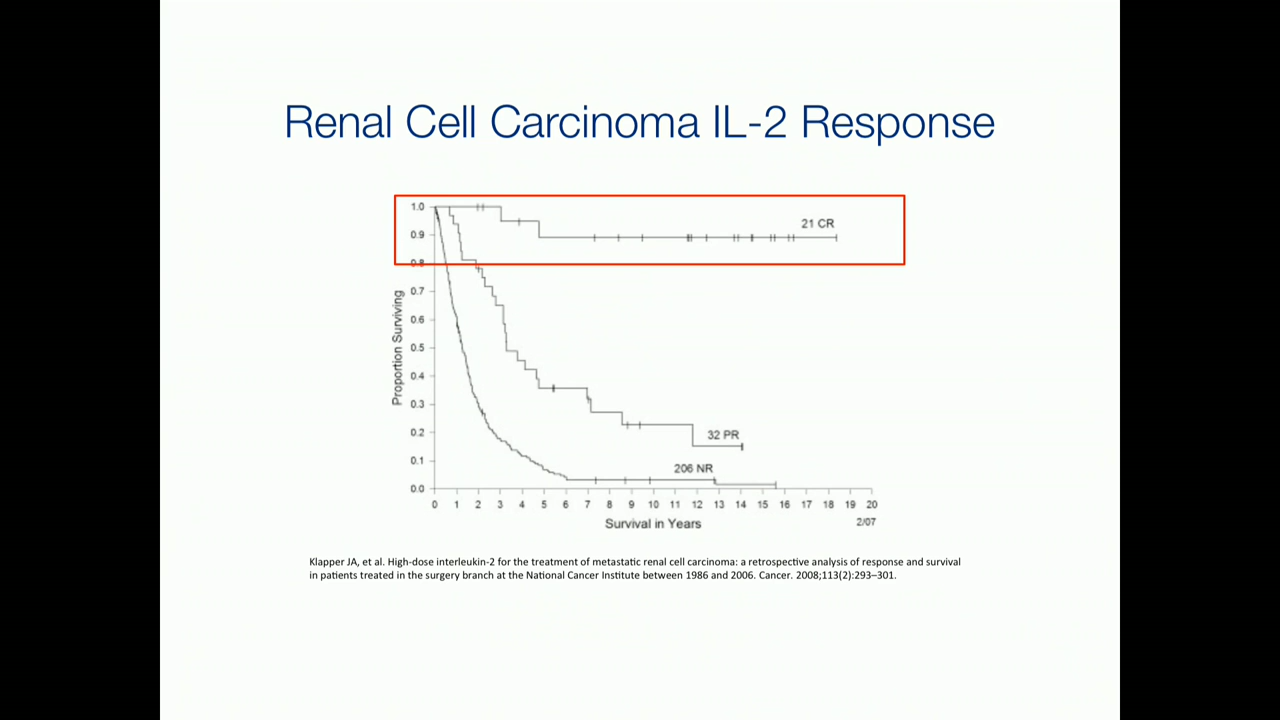 Renal Cell Carcinoma IL-2 Response
1.0
0.9
0.8
0.7
0.6
0.5
0.4
0.3
0.2
0.1
0.0
Proportion Surviving
21 CR
32 PR
206 NR
0 1 2 3 4 5 6 7 8 9 10 11 12 13 14 15 16 17 18 19 20
Survival in Years
2/07
Klapper JA, et al. High-dose interleukin-2 for the treatment of metastatic renal cell carcinoma: a retrospective analysis of response and survival
in patients treated in the surgery branch at the National Cancer Institute between 1986 and 2006. Cancer. 2008;113(2):293–301.